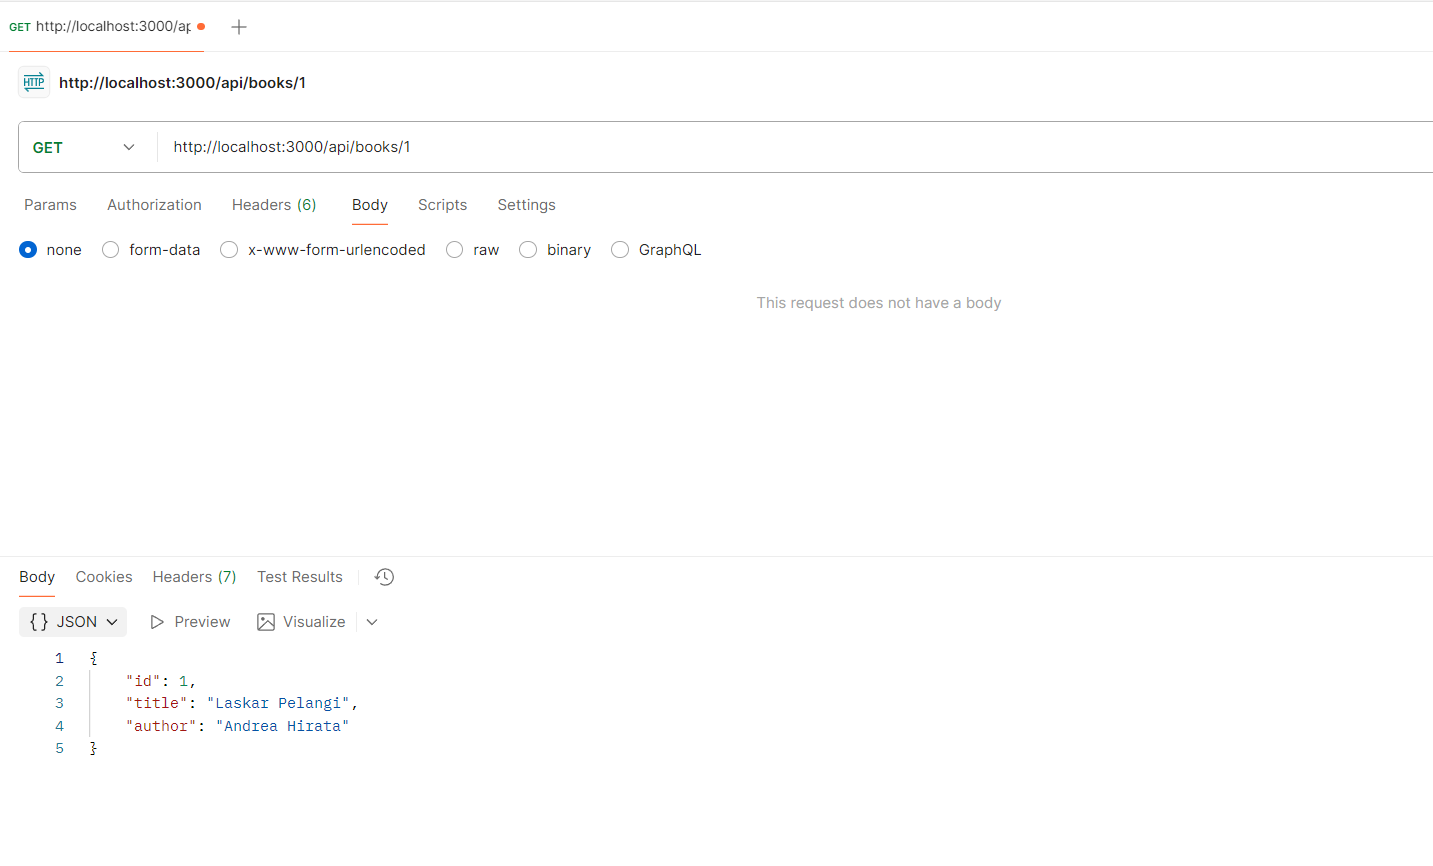 GET http://localhost:3000/ap
HTTP http://localhost:3000/api/books/1
GET http://localhost:3000/api/books/1
Params Authorization Headers (6) Body Scripts Settings
none form-data x-www-form-urlencoded raw binary GraphQL
This request does not have a body
Body Cookies Headers (7) Test Results
{} JSON Preview Visualize
1 {
2 "id": 1,
3 "title": "Laskar Pelangi",
4 "author": "Andrea Hirata"
5 }